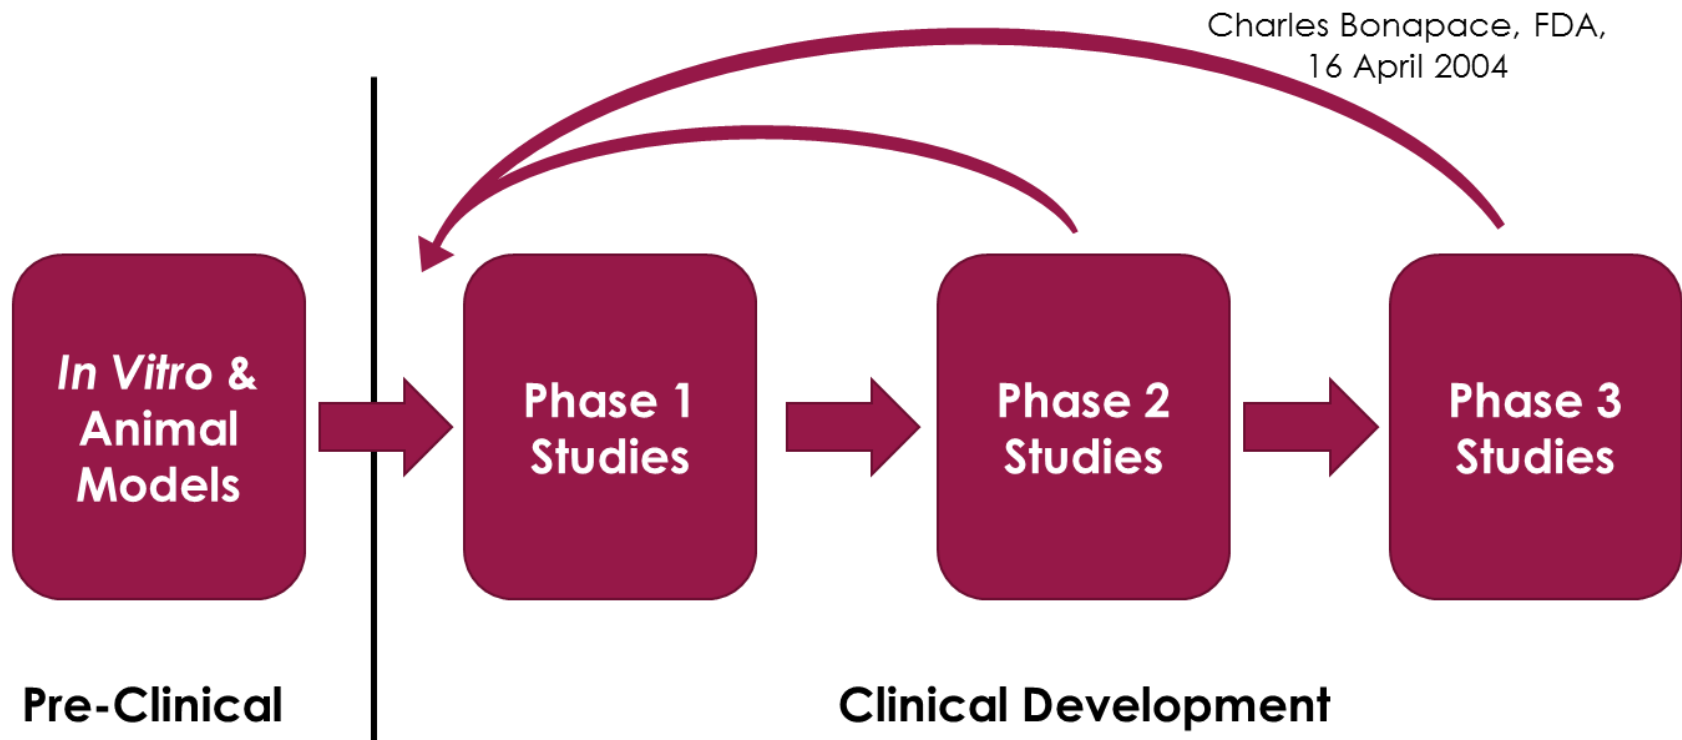 Charles Bonapace, FDA,
16 April 2004
In Vitro &
Animal
Models
Phase 1
Studies
Phase 2
Studies
Phase 3
Studies
Pre-Clinical
Clinical Development